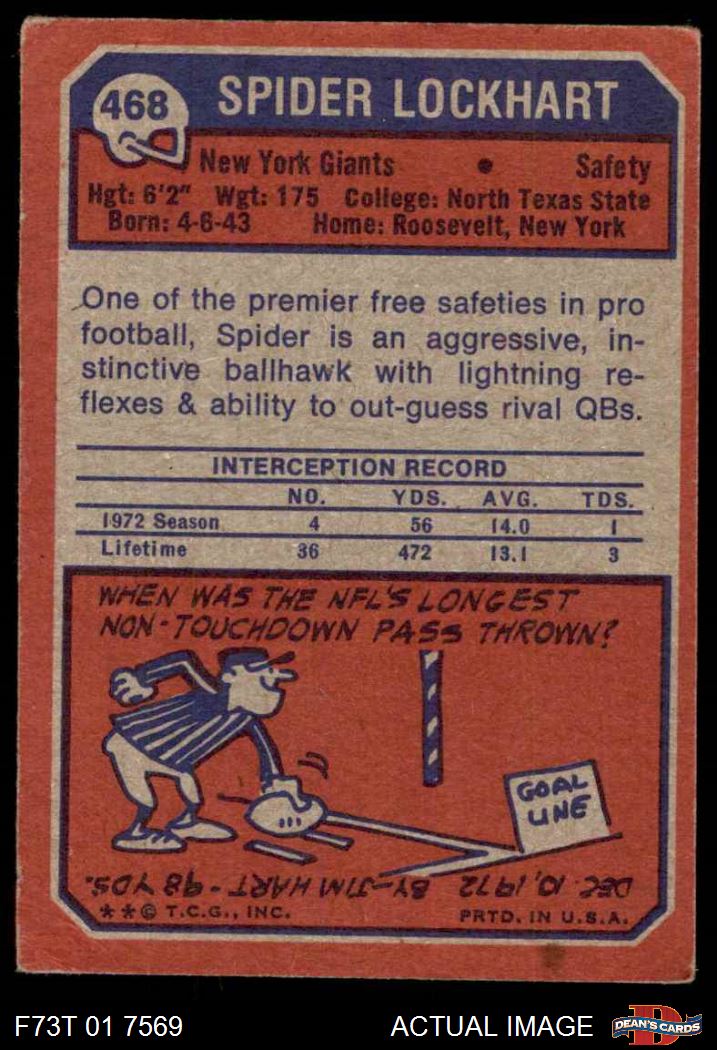 468
SPIDER LOCKHART
New York Giants • Safety
Hgt: 6'2" Wgt: 175 College: North Texas State
Born: 4-6-43 Home: Roosevelt, New York
One of the premier free safeties in pro
football, Spider is an aggressive, in-
stinctive ballhawk with lightning re-
flexes & ability to out-guess rival QBs.
INTERCEPTION RECORD
NO. YDS. AVG. TDS.
1972 Season 4 56 14.0 1
Lifetime 36 472 13.1 3
WHEN WAS THE NFL'S LONGEST
NON-TOUCHDOWN PASS THROWN?
GOAL
LINE
DEC. 10, 1972 BY-JIM HART-98 YDS.
**© T.C.G., INC. PRTD. IN U.S.A.
F73T 01 7569 ACTUAL IMAGE D DEAN'S CARDS